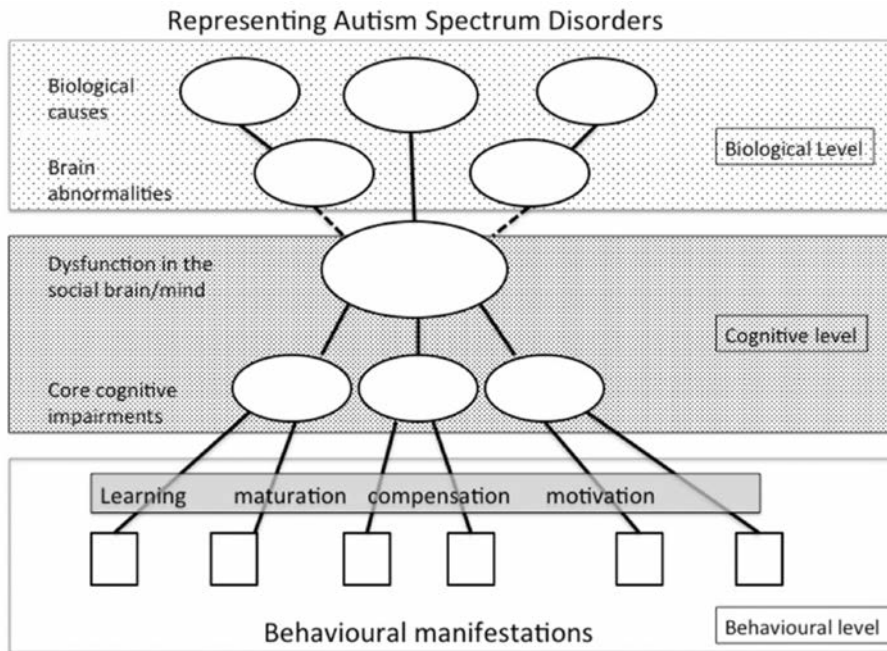 Representing Autism Spectrum Disorders
Biological
causes
Biological Level
Brain
abnormalities
Dysfunction in the
social brain/mind
Cognitive level
Core cognitive
impairments
Learning maturation compensation motivation
Behavioural manifestations
Behavioural level